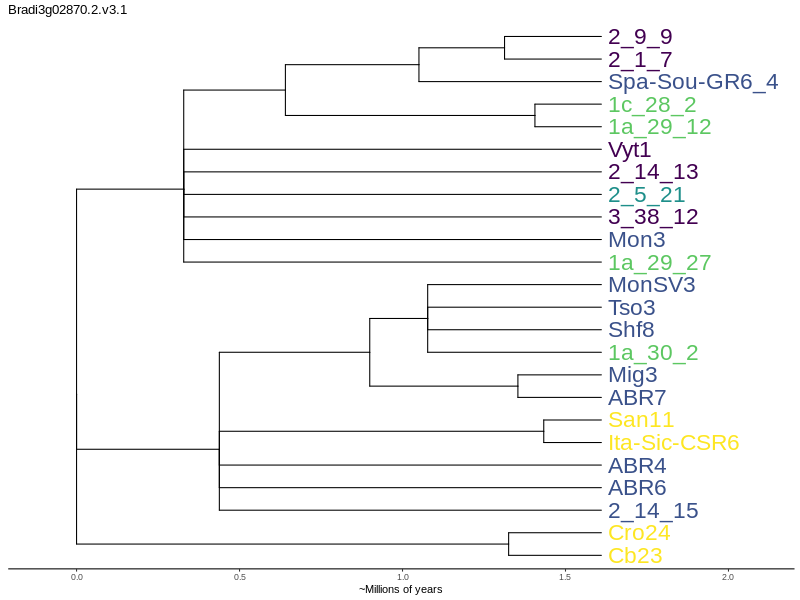 Bradi3g02870.2.v3.1
2_9_9
2_1_7
Spa-Sou-GR6_4
1c_28_2
1a_29_12
Vyt1
2_14_13
2_5_21
3_38_12
Mon3
1a_29_27
MonSV3
Tso3
Shf8
1a_30_2
Mig3
ABR7
San11
Ita-Sic-CSR6
ABR4
ABR6
2_14_15
Cro24
Cb23
0.0 0.5 1.0 1.5 2.0
~Millions of years